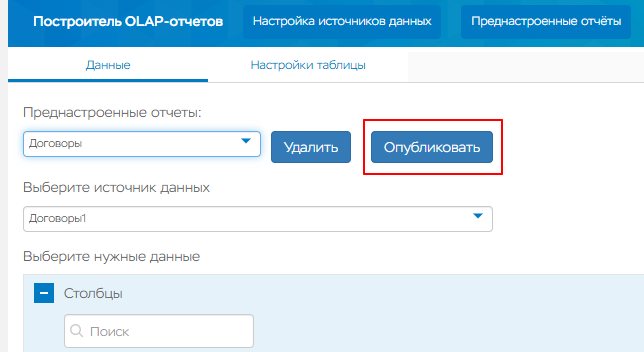 Построитель OLAP-отчетов Настройка источников данных Преднастроенные отчёты
Данные Настройки таблицы
Преднастроенные отчеты:
Договоры Удалить Опубликовать
Выберите источник данных
Договоры1
Выберите нужные данные
Столбцы
Поиск